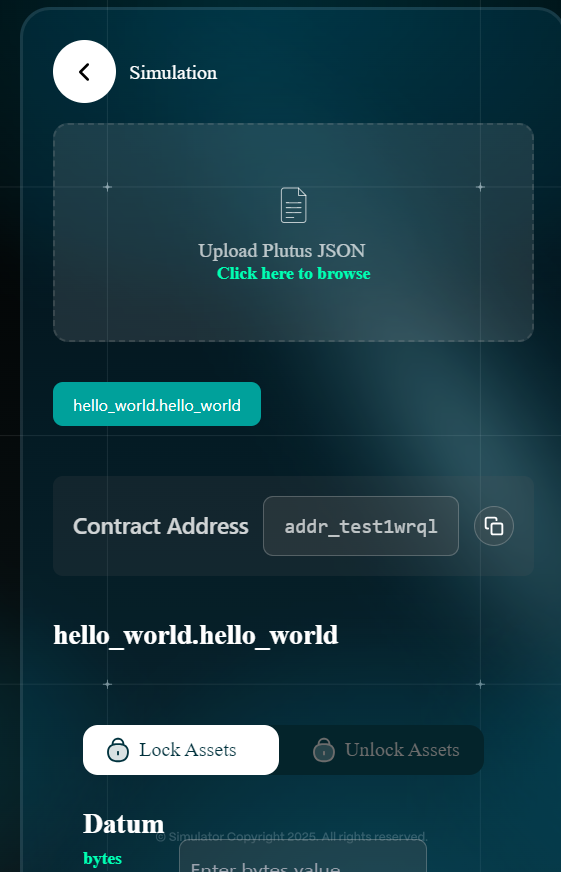 Simulation
Upload Plutus JSON
Click here to browse
hello_world.hello_world
Contract Address addr_test1wrql
hello_world.hello_world
Lock Assets Unlock Assets
Datum
© Simulator Copyright 2025. All rights reserved.
bytes Enter bytes value